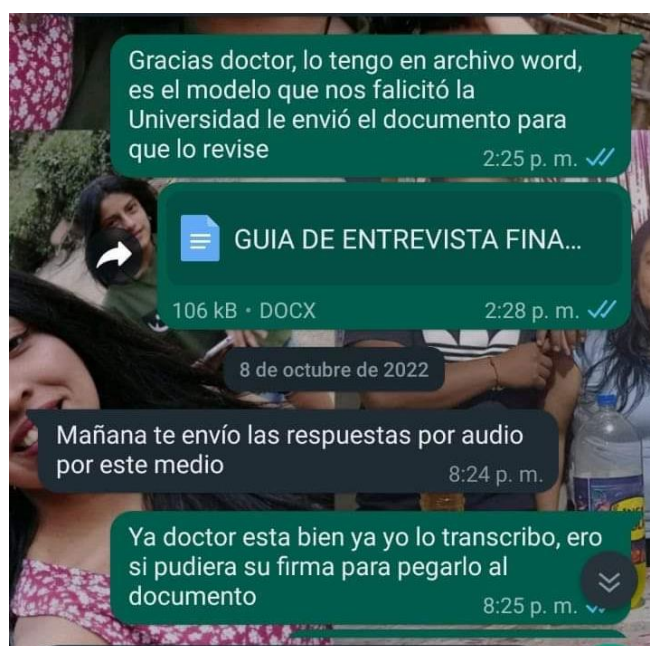 Gracias doctor, lo tengo en archivo word,
es el modelo que nos falicitó la
Universidad le envió el documento para
que lo revise
2:25 p. m.
GUIA DE ENTREVISTA FINA...
106 kB • DOCX
2:28 p. m.
8 de octubre de 2022
Mañana te envío las respuestas por audio
por este medio
8:24 p. m.
Ya doctor esta bien ya yo lo transcribo, ero
si pudiera su firma para pegarlo al
documento
8:25 p. m.